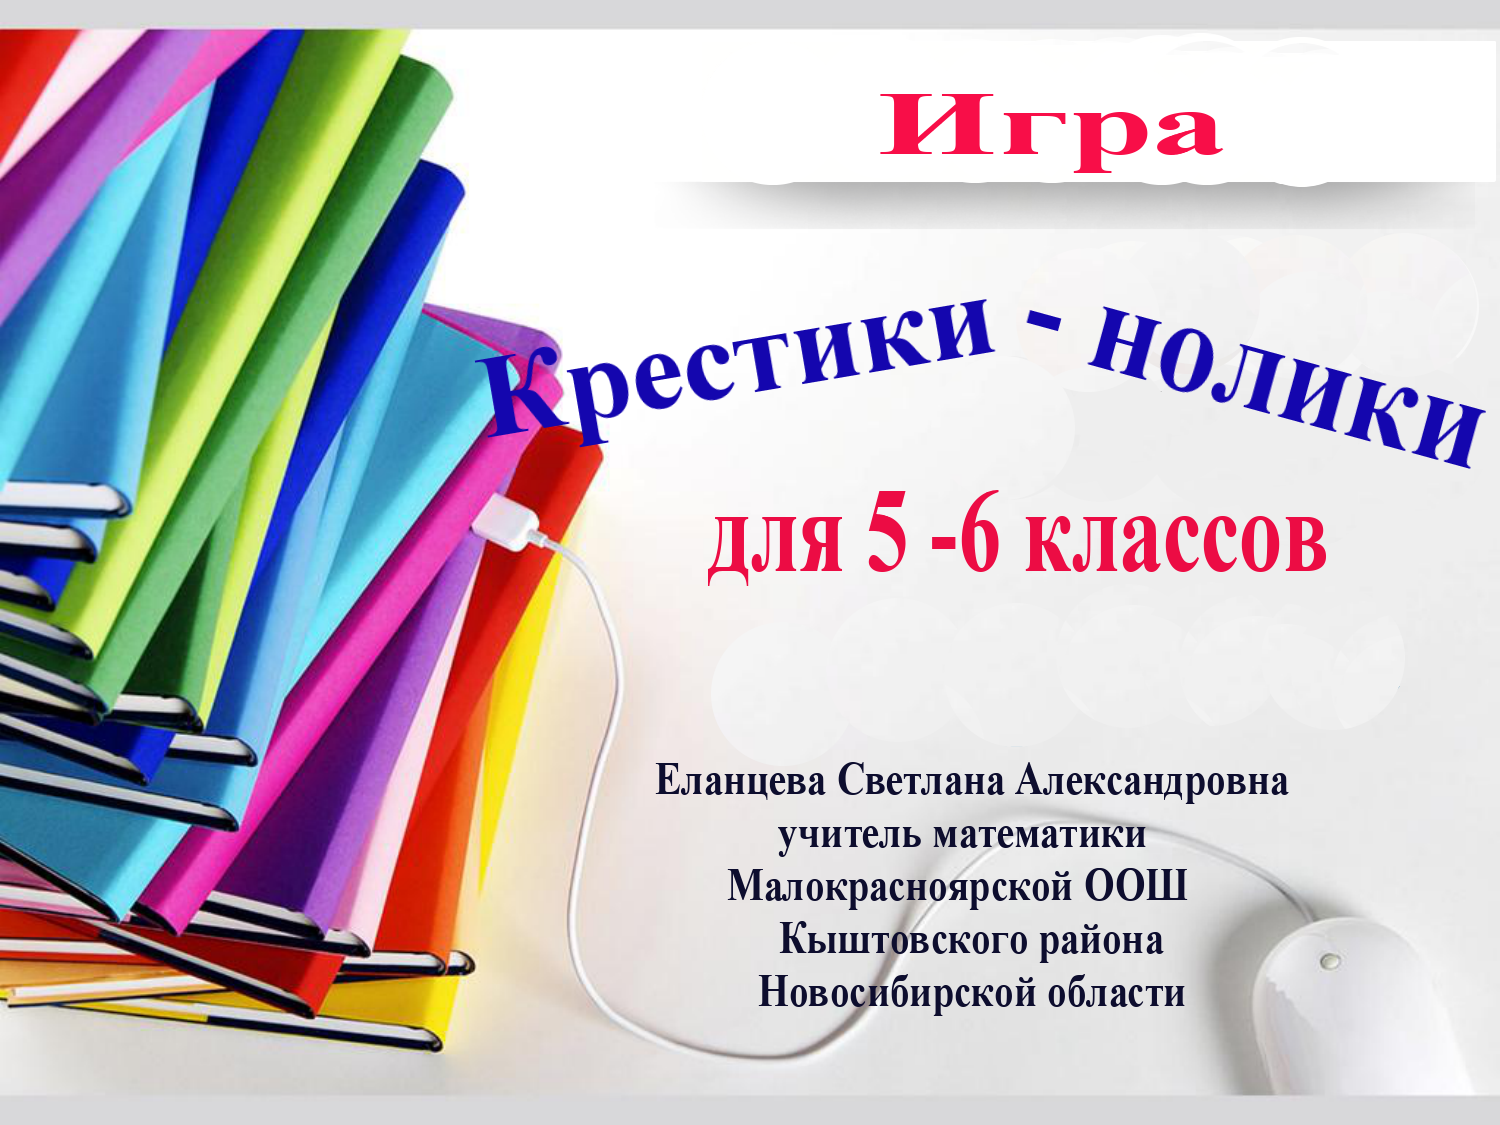 Игра
Крестики - нолики
для 5 -6 классов
Еланцева Светлана Александровна
учитель математики
Малокрасноярской ООШ
Кыштовского района
Новосибирской области